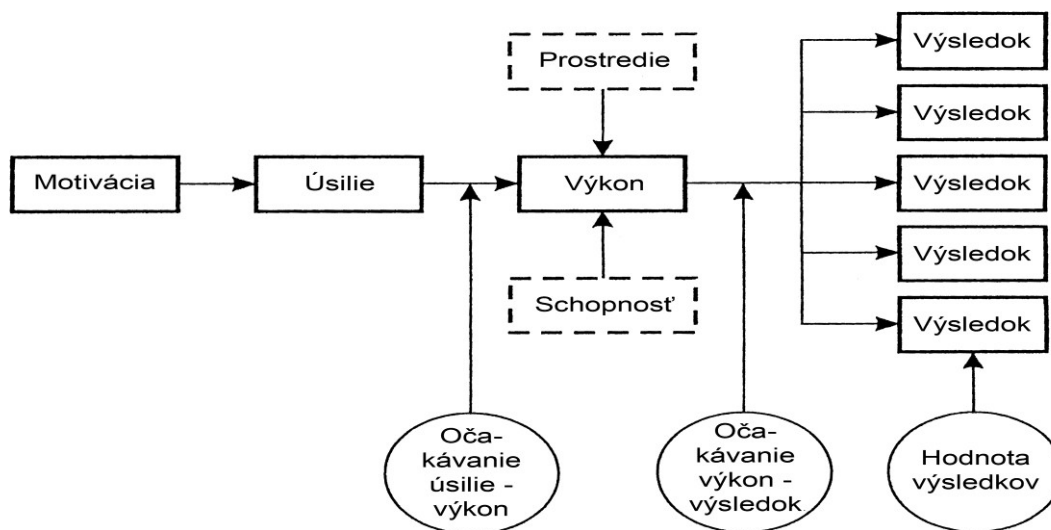 Prostredie
Motivácia
Úsilie
Výkon
Schopnosť
Výsledok
Výsledok
Výsledok
Výsledok
Výsledok
Oča-
kávanie
úsilie -
výkon
Oča-
kávanie
výkon -
výsledok
Hodnota
výsledkov